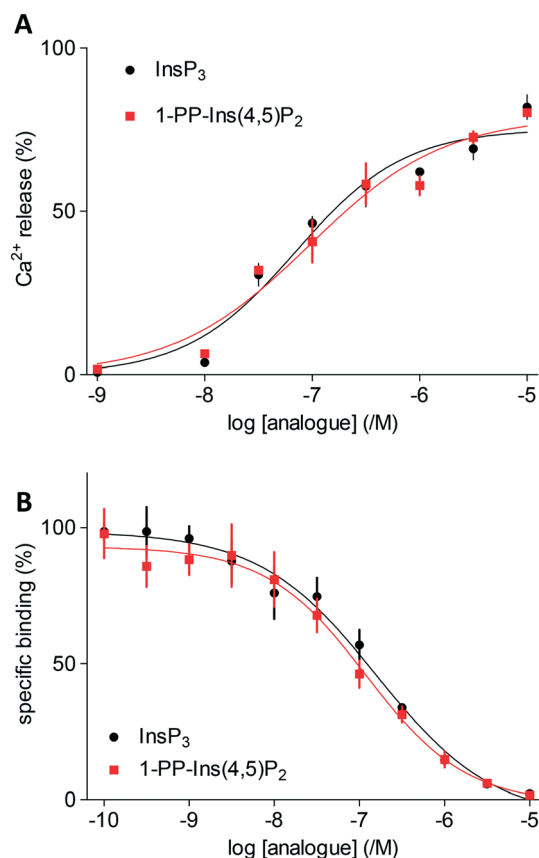 A
100
InsP3
1-PP-Ins(4,5)P2
50
Ca2+ release (%)
0
-9 -8 -7 -6 -5
log [analogue] (/M)
B
100
specific binding (%)
50
InsP3
1-PP-Ins(4,5)P2
0
-10 -9 -8 -7 -6 -5
log [analogue] (/M)